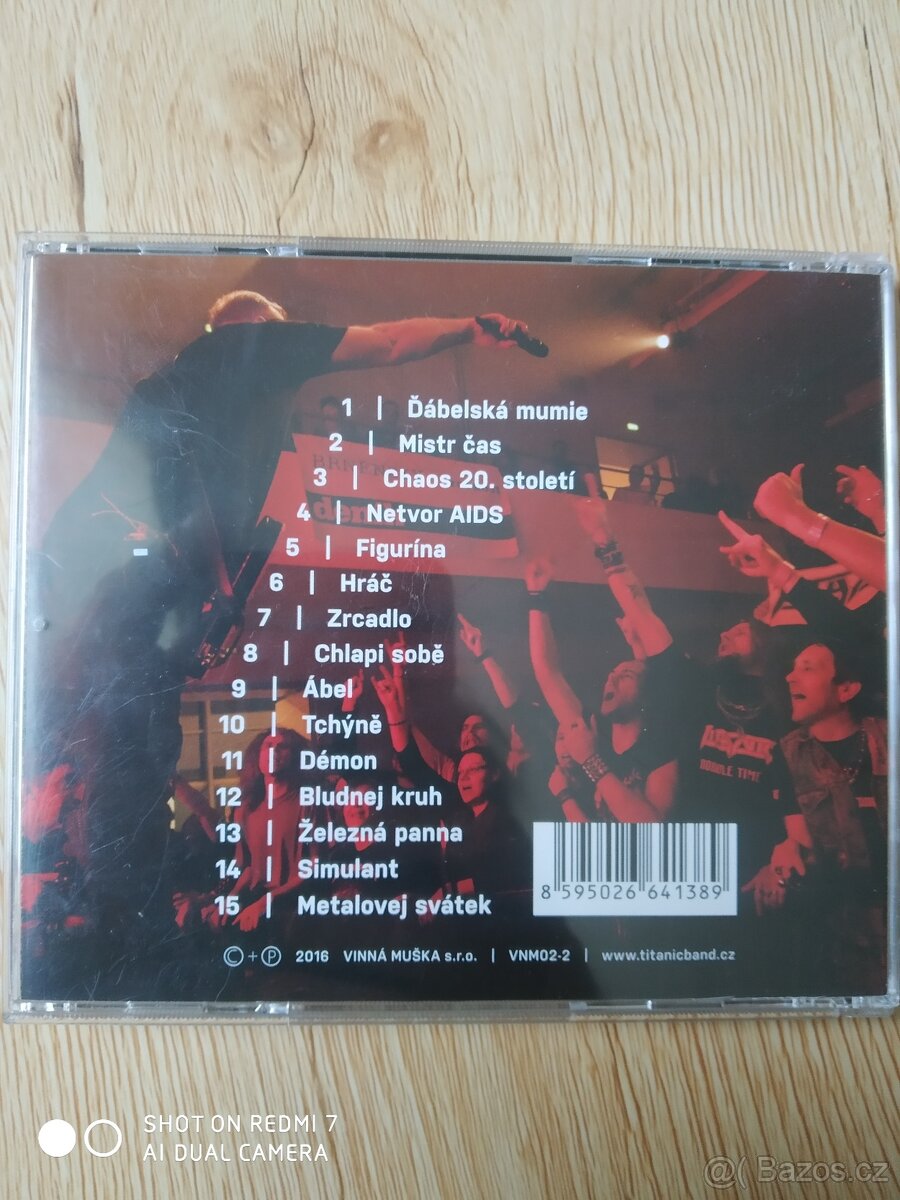 1 | Ďábelská mumie
2 | Mistr čas
3 | Chaos 20. století
4 | Netvor AIDS
5 | Figurína
6 | Hráč
7 | Zrcadlo
8 | Chlapi sobě
9 | Ábel
10 | Tchýně
11 | Démon
12 | Bludnej kruh
13 | Železná panna
14 | Simulant
15 | Metalovej svátek
DOUBLE TIME
8 595026 641389
© + ℗ 2016 VINNÁ MUŠKA s.r.o. | VNM02-2 | www.titanicband.cz
SHOT ON REDMI 7
AI DUAL CAMERA
@( Bazos.cz